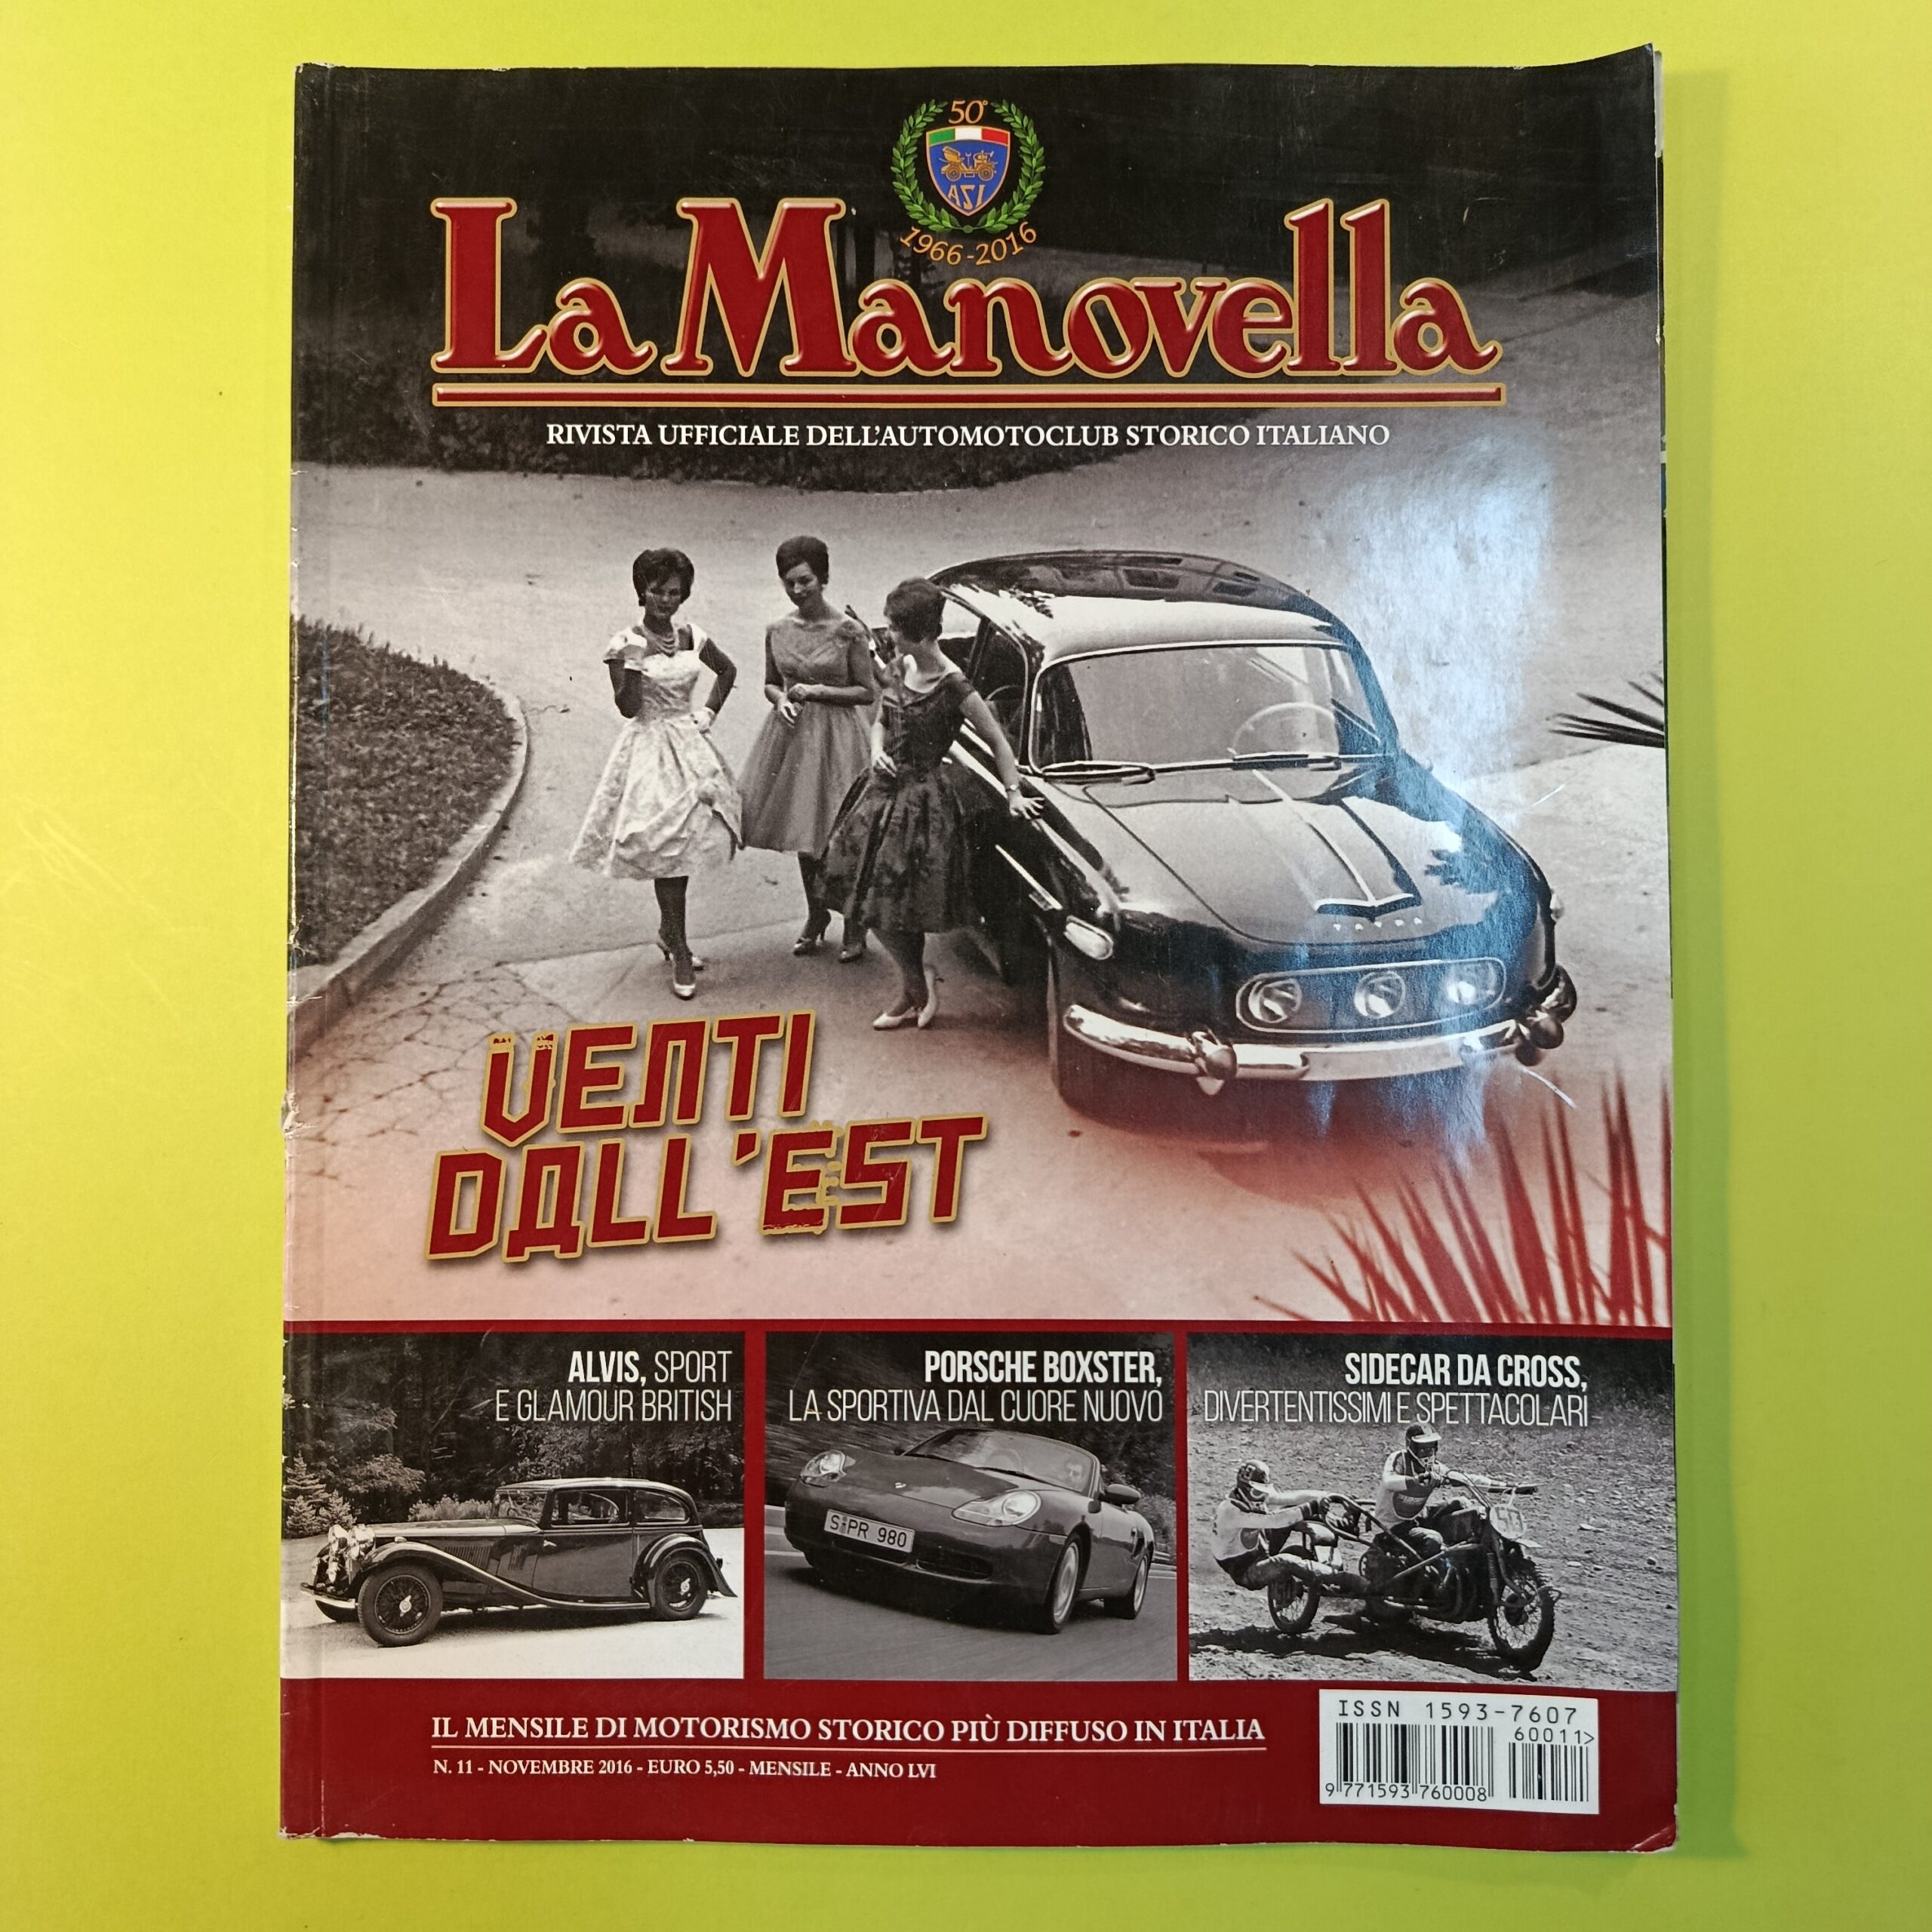 50°
ASI
1966-2016
La Manovella
RIVISTA UFFICIALE DELL'AUTOMOTOCLUB STORICO ITALIANO
TATRA
VENTI
DALL'EST
ALVIS, SPORT
E GLAMOUR BRITISH
PORSCHE BOXSTER,
LA SPORTIVA DAL CUORE NUOVO
S PR 980
SIDECAR DA CROSS,
DIVERTENTISSIMI E SPETTACOLARI
IL MENSILE DI MOTORISMO STORICO PIÙ DIFFUSO IN ITALIA
N. 11 - NOVEMBRE 2016 - EURO 5,50 - MENSILE - ANNO LVI
ISSN 1593-7607
60011>
9 771593 760008